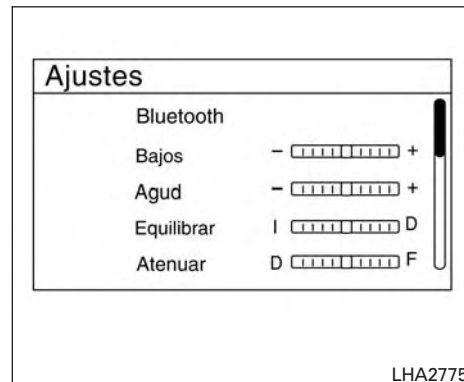 Ajustes
Bluetooth
Bajos - +
Agud - +
Equilibrar I D
Atenuar D F
LHA2775